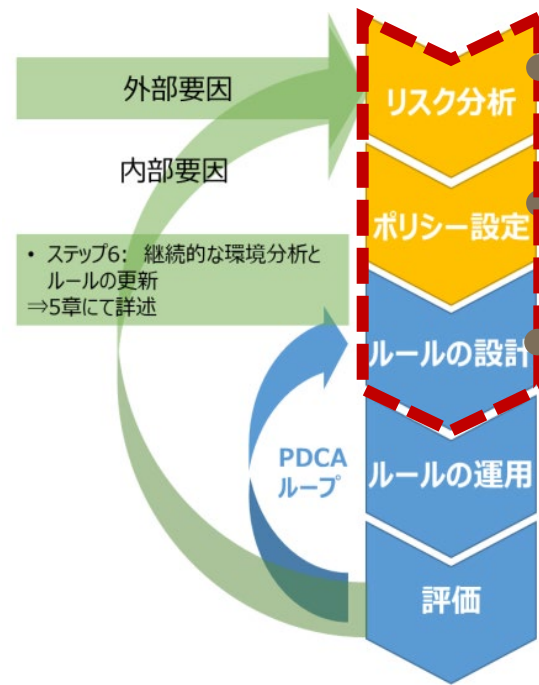 外部要因
内部要因
• ステップ6： 継続的な環境分析と
ルールの更新
⇒5章にて詳述
PDCA
ループ
リスク分析
ポリシー設定
ルールの設計
ルールの運用
評価